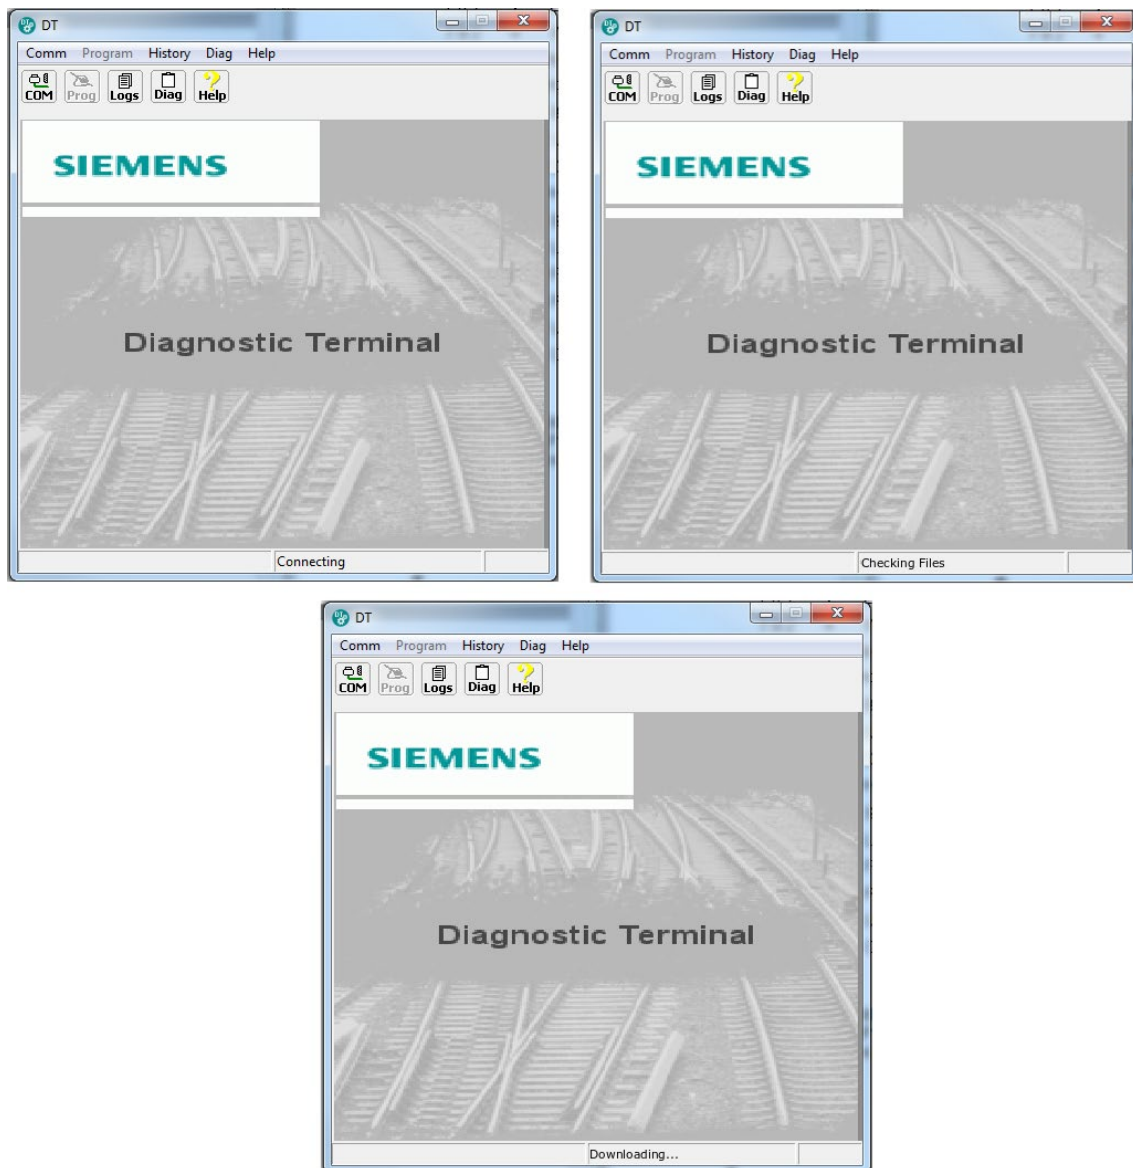 DT
Comm Program History Diag Help
COM Prog Logs Diag Help
SIEMENS
Diagnostic Terminal
Connecting
DT
Comm Program History Diag Help
COM Prog Logs Diag Help
SIEMENS
Diagnostic Terminal
Checking Files
DT
Comm Program History Diag Help
COM Prog Logs Diag Help
SIEMENS
Diagnostic Terminal
Downloading...